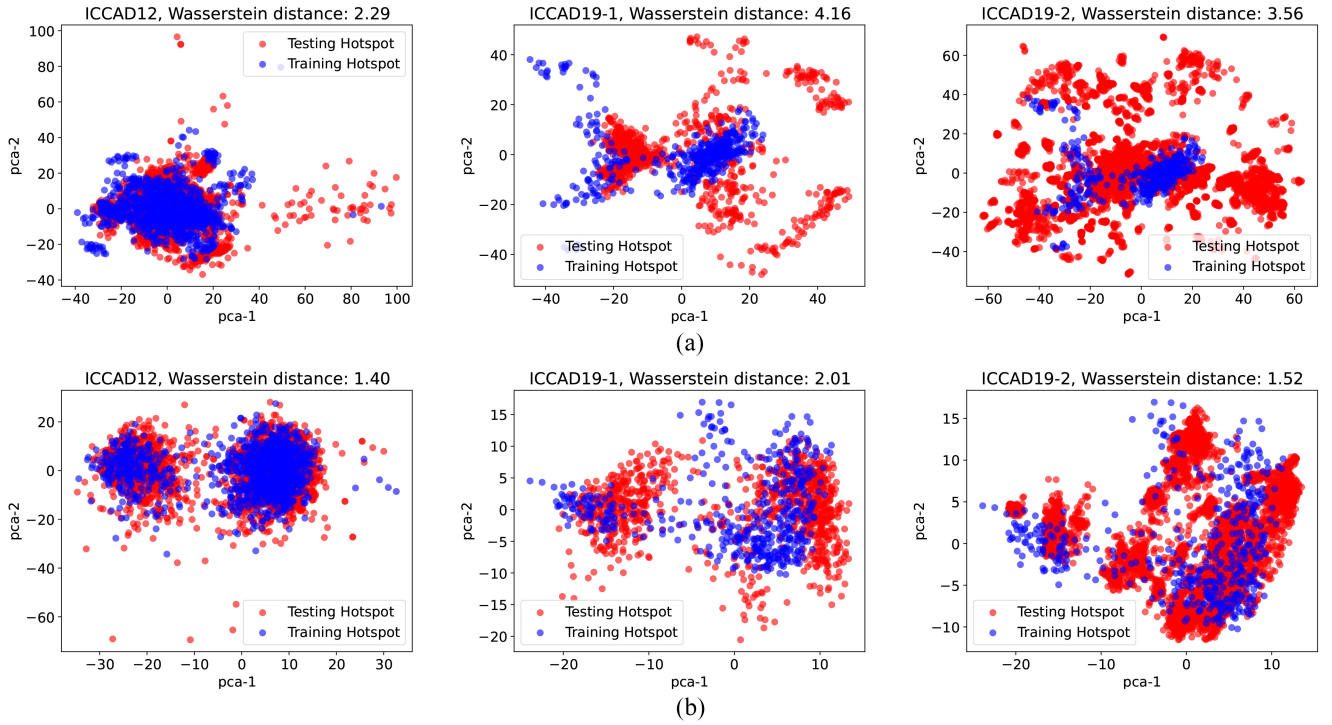 ICCAD12, Wasserstein distance: 2.29
100
80
60
40
20
0
−20
−40
pca-2
Testing Hotspot
Training Hotspot
−40 −20 0 20 40 60 80 100
pca-1
ICCAD19-1, Wasserstein distance: 4.16
40
20
0
−20
−40
pca-2
Testing Hotspot
Training Hotspot
−40 −20 0 20 40
pca-1
ICCAD19-2, Wasserstein distance: 3.56
60
40
20
0
−20
−40
pca-2
Testing Hotspot
Training Hotspot
−60 −40 −20 0 20 40 60
pca-1
(a)
ICCAD12, Wasserstein distance: 1.40
20
0
−20
−40
−60
pca-2
Testing Hotspot
Training Hotspot
−30 −20 −10 0 10 20 30
pca-1
ICCAD19-1, Wasserstein distance: 2.01
15
10
5
0
−5
−10
−15
−20
pca-2
Testing Hotspot
Training Hotspot
−20 −10 0 10
pca-1
ICCAD19-2, Wasserstein distance: 1.52
15
10
5
0
−5
−10
pca-2
Testing Hotspot
Training Hotspot
−20 −10 0 10
pca-1
(b)